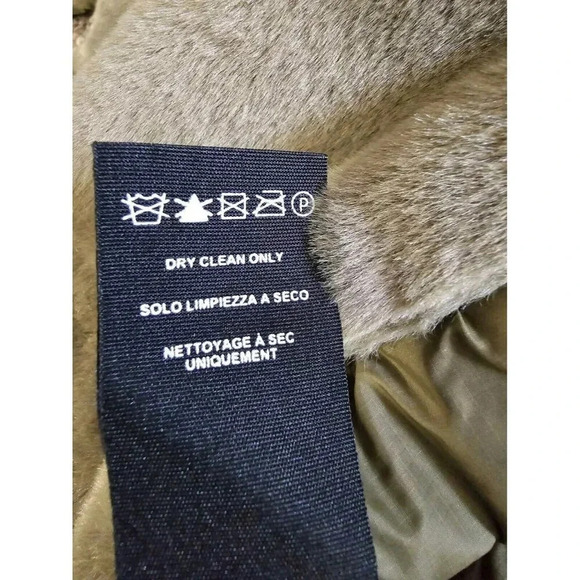 P
DRY CLEAN ONLY
SOLO LIMPIEZZA A SECO
NETTOYAGE À SEC
UNIQUEMENT